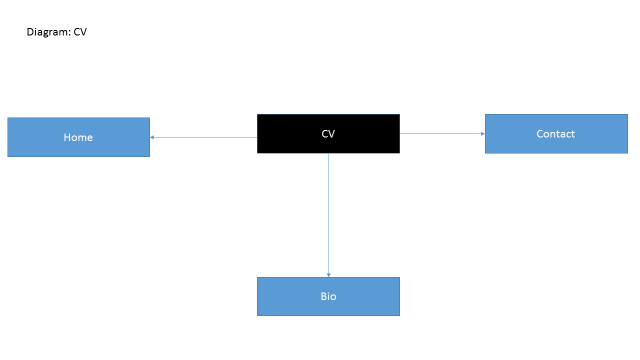 Diagram: CV
Home
CV
Contact
Bio